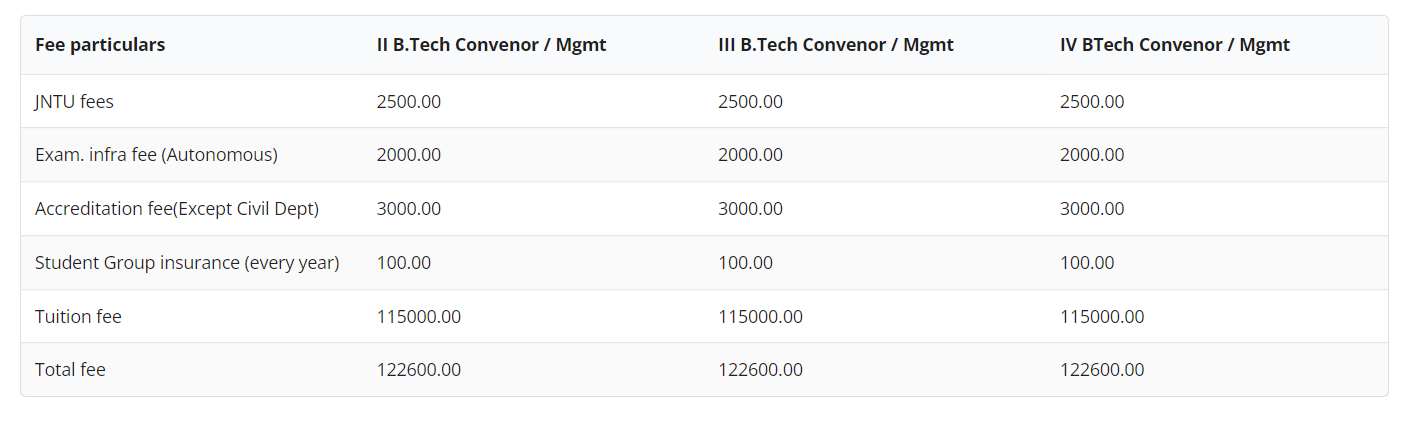 Fee particulars II B.Tech Convenor / Mgmt III B.Tech Convenor / Mgmt IV BTech Convenor / Mgmt
JNTU fees 2500.00 2500.00 2500.00
Exam. infra fee (Autonomous) 2000.00 2000.00 2000.00
Accreditation fee(Except Civil Dept) 3000.00 3000.00 3000.00
Student Group insurance (every year) 100.00 100.00 100.00
Tuition fee 115000.00 115000.00 115000.00
Total fee 122600.00 122600.00 122600.00